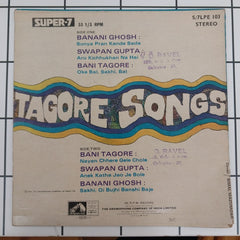 SUPER-7
33 1/3 RPM
S/7LPE 103
STEREO
SIDE ONE
BANANI GHOSH :
Sunya Pran Kande Sada
SWAPAN GUPTA :
Aro Kichhukhan Na Hai
BANI TAGORE :
Oke Bal, Sakhi, Bal
TAGORE SONGS
SIDE TWO
BANI TAGORE :
Nayan Chhere Gele Chole
SWAPAN GUPTA :
Anek Katha Jao Je Bole
BANANI GHOSH :
Sakhi, Oi Bujhi Banshi Baje
THE GRAMOPHONE COMPANY OF INDIA LIMITED